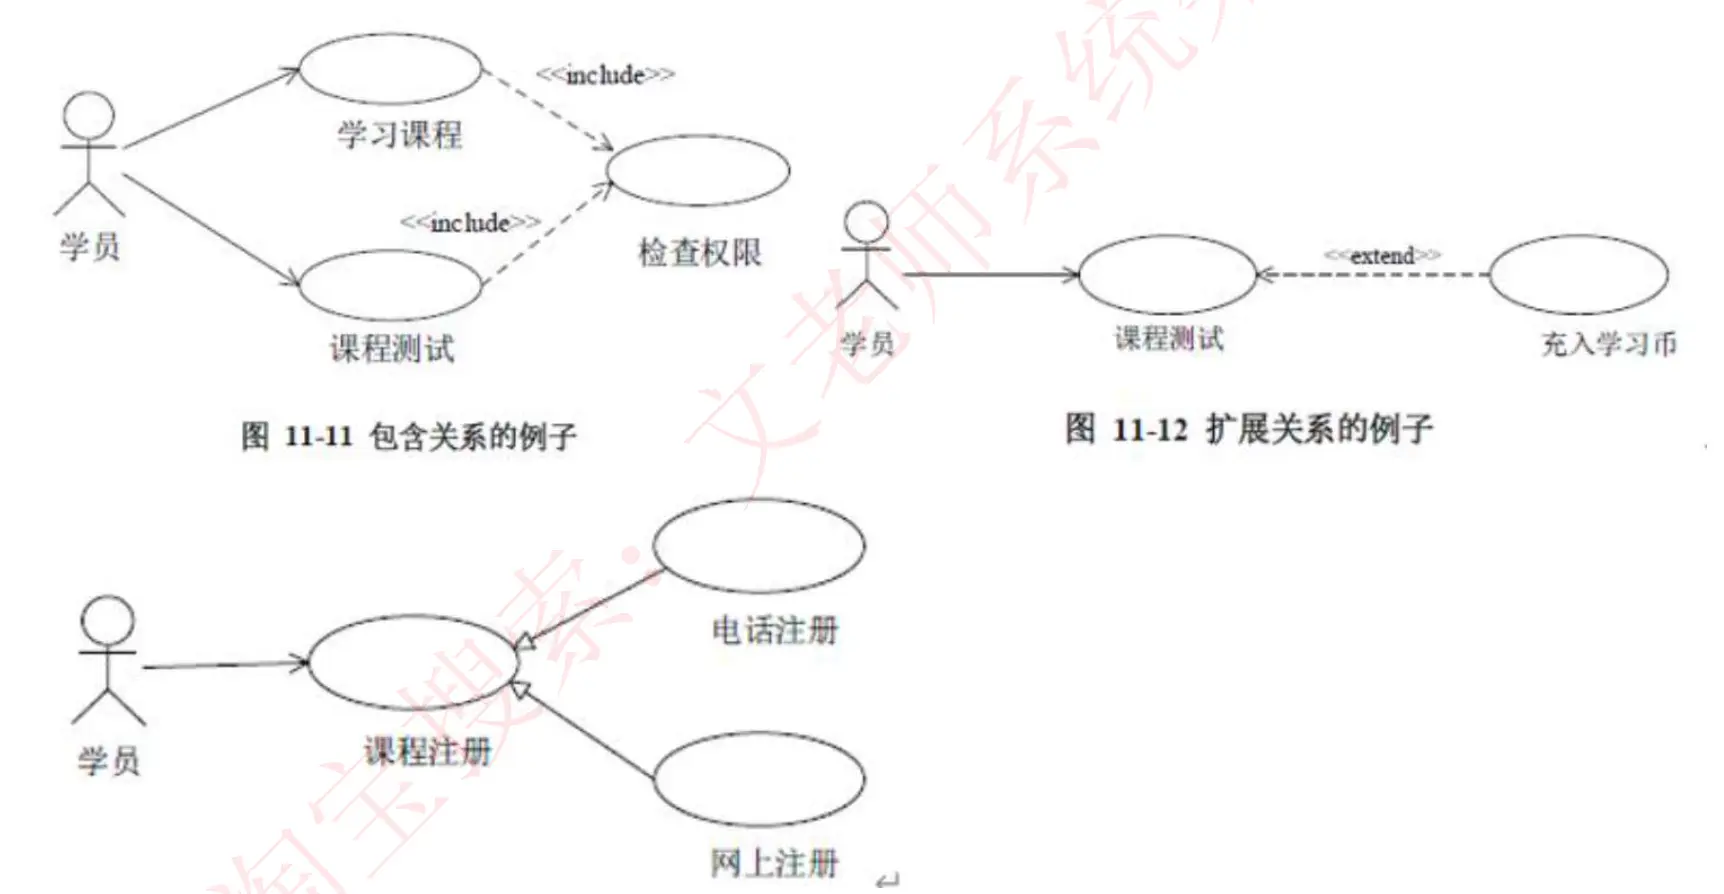 <<include>>
学习课程
学员
<<include>>
检查权限
课程测试
图 11-11 包含关系的例子
<<extend>>
学员
课程测试
充入学习币
图 11-12 扩展关系的例子
电话注册
学员
课程注册
网上注册
淘宝搜索：文老师系统